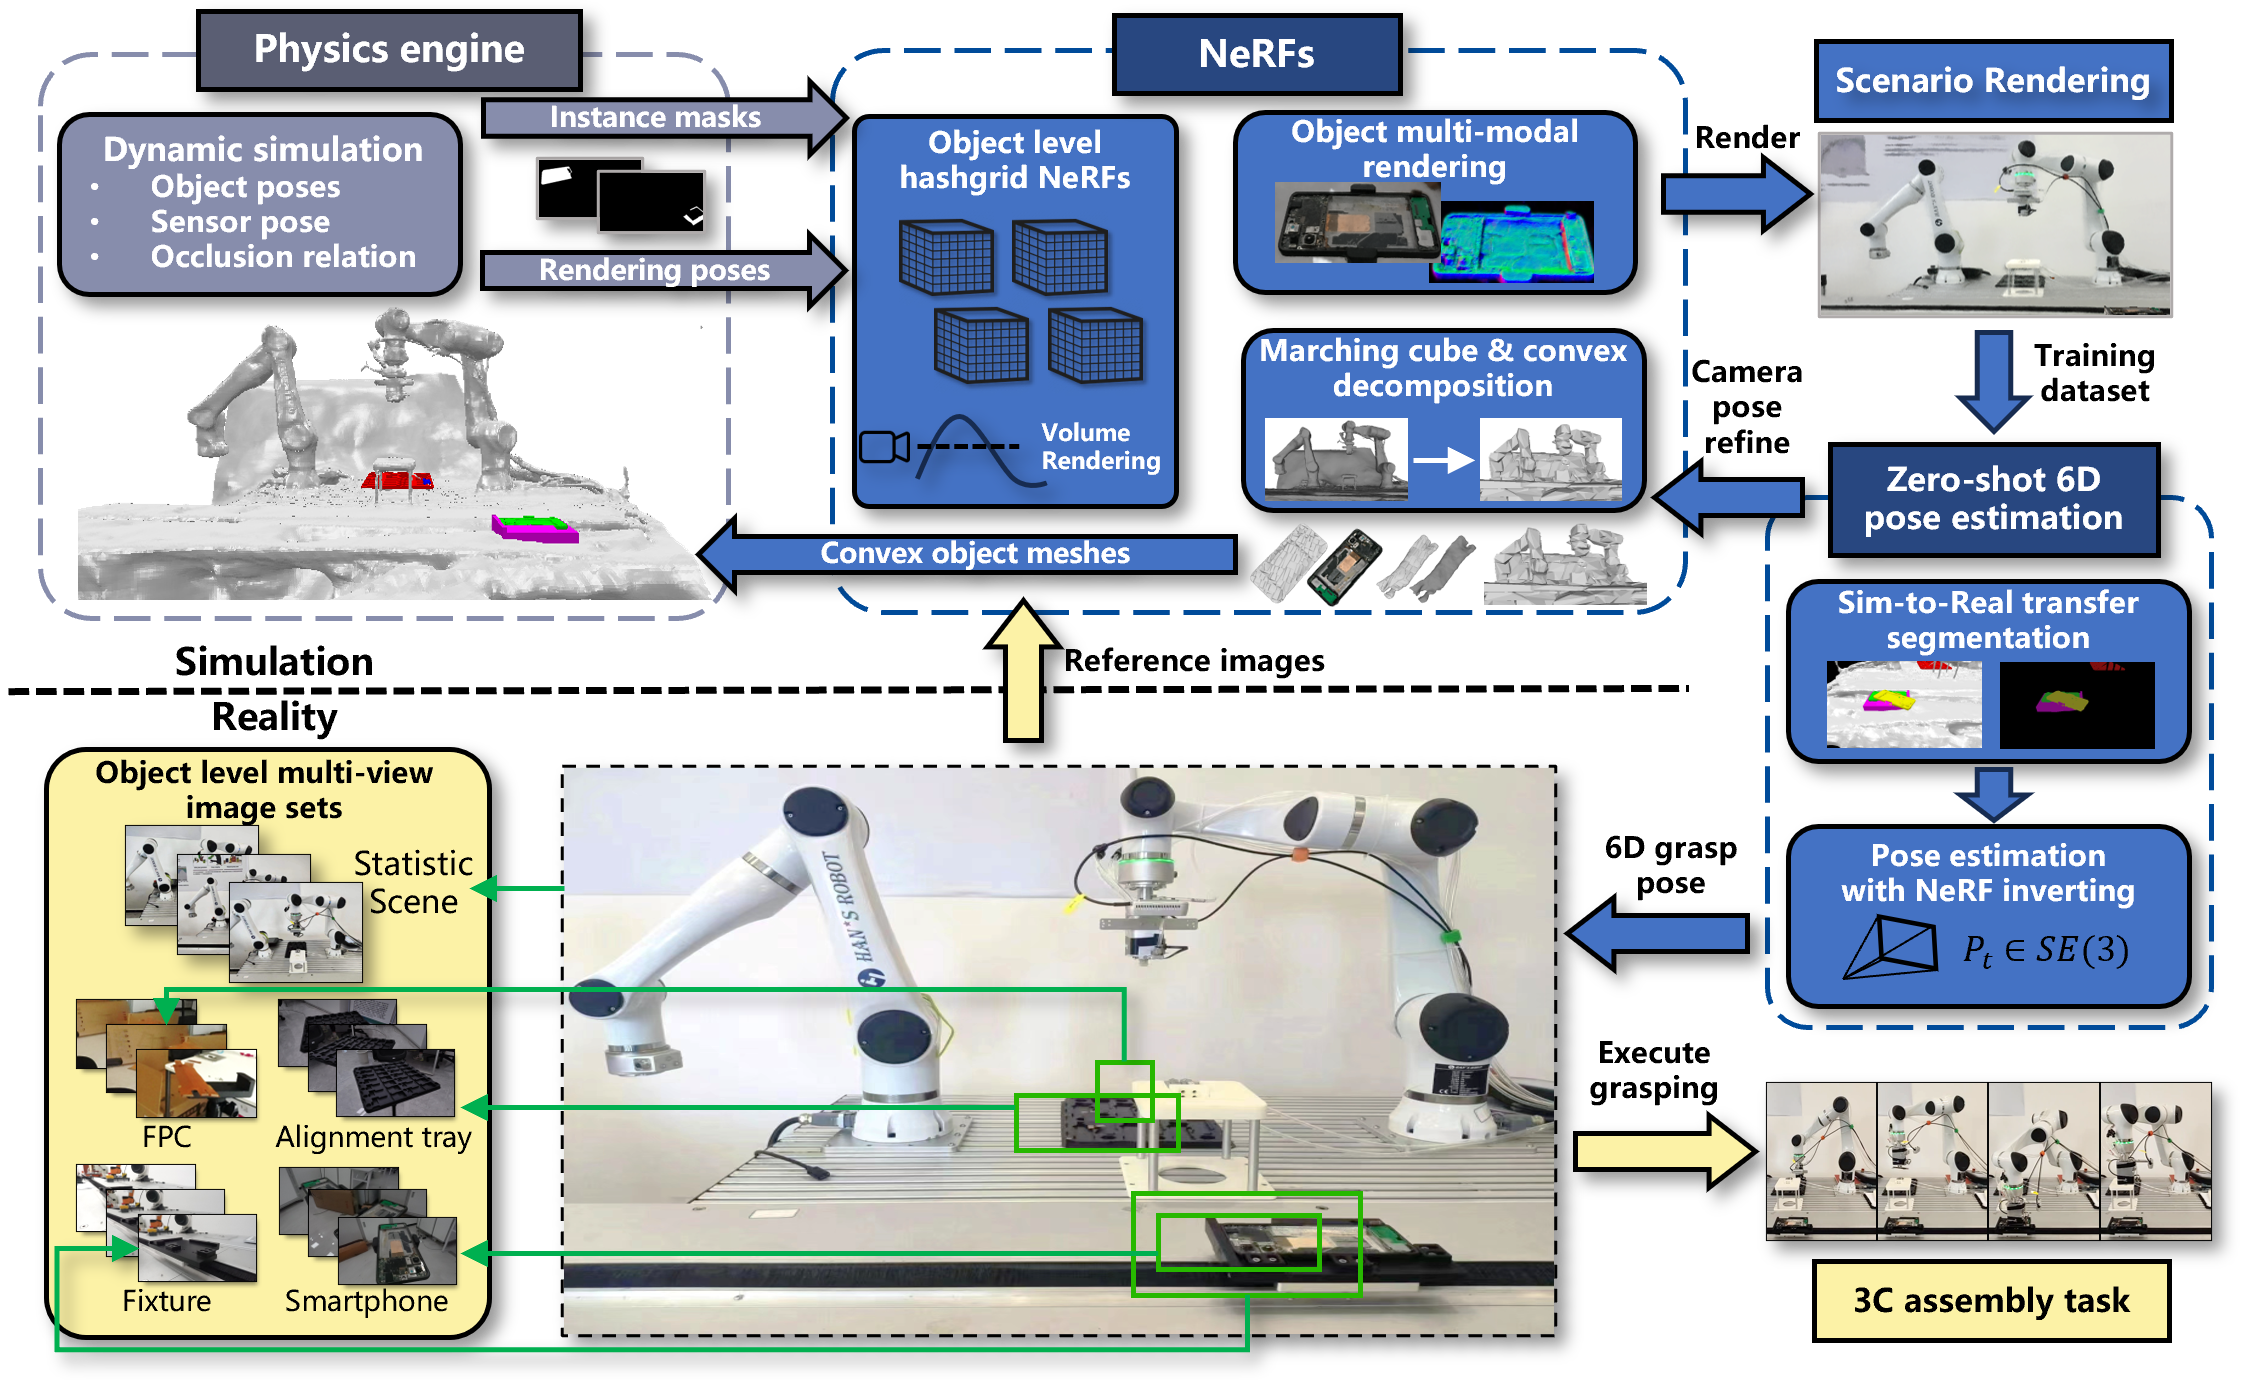 Physics engine
Dynamic simulation
• Object poses
• Sensor pose
• Occlusion relation
Instance masks
Rendering poses
NeRFs
Object level
hashgrid NeRFs
Volume
Rendering
Object multi-modal
rendering
Marching cube & convex
decomposition
Convex object meshes
Render
Scenario Rendering
Training
dataset
Camera
pose
refine
Zero-shot 6D
pose estimation
Sim-to-Real transfer
segmentation
Pose estimation
with NeRF inverting
P_t ∈ SE(3)
Simulation
Reality
Reference images
Object level multi-view
image sets
Statistic
Scene
FPC
Alignment tray
Fixture
Smartphone
HAN'S ROBOT
6D grasp
pose
Execute
grasping
3C assembly task